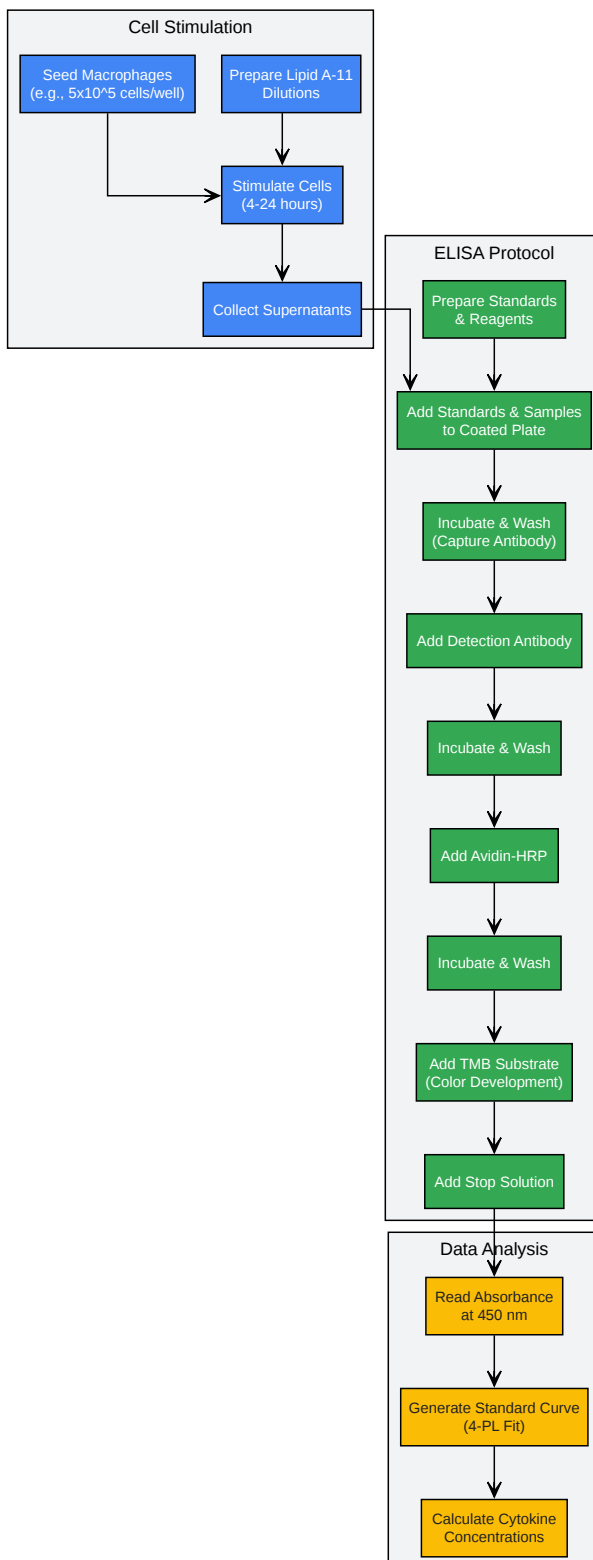 Cell Stimulation
Seed Macrophages
(e.g., 5x10^5 cells/well)
Prepare Lipid A-11
Dilutions
Stimulate Cells
(4-24 hours)
Collect Supernatants
ELISA Protocol
Prepare Standards
& Reagents
Add Standards & Samples
to Coated Plate
Incubate & Wash
(Capture Antibody)
Add Detection Antibody
Incubate & Wash
Add Avidin-HRP
Incubate & Wash
Add TMB Substrate
(Color Development)
Add Stop Solution
Data Analysis
Read Absorbance
at 450 nm
Generate Standard Curve
(4-PL Fit)
Calculate Cytokine
Concentrations